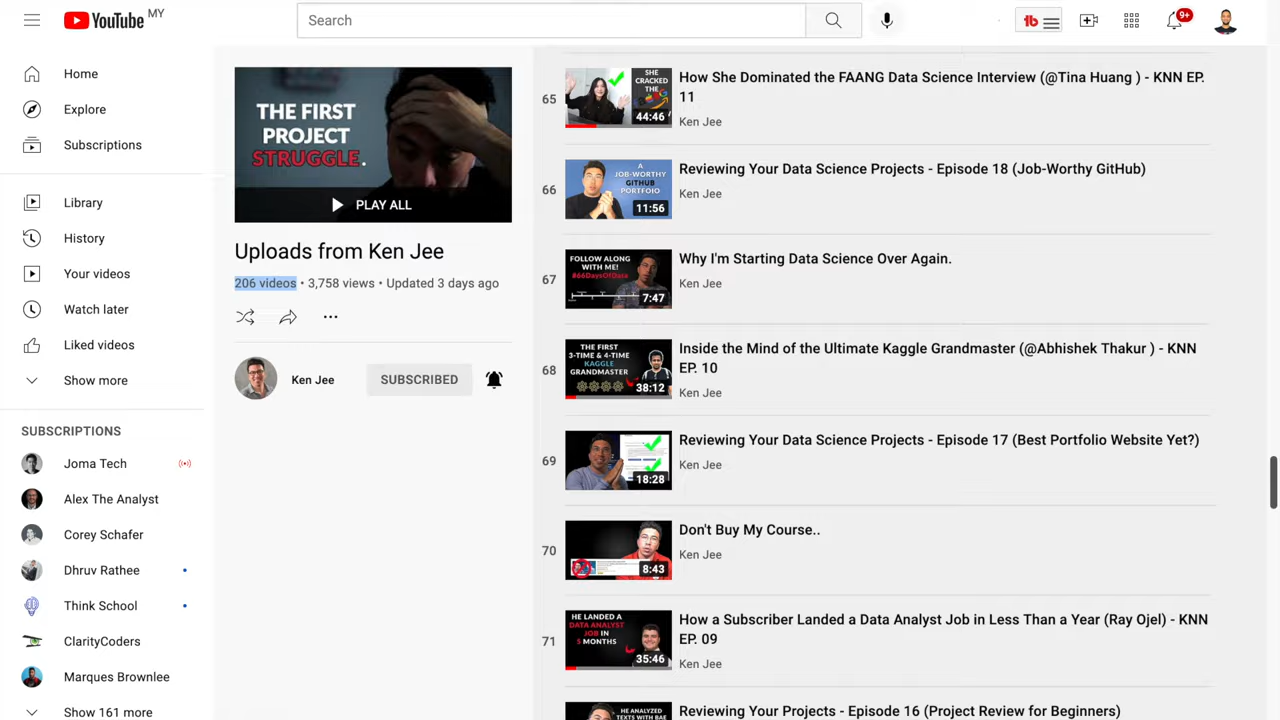 YouTube MY
Search
tb
9+
Home
Explore
Subscriptions
Library
History
Your videos
Watch later
Liked videos
Show more
SUBSCRIPTIONS
Joma Tech
Alex The Analyst
Corey Schafer
Dhruv Rathee
Think School
ClarityCoders
Marques Brownlee
Show 161 more
THE FIRST
PROJECT
STRUGGLE.
PLAY ALL
Uploads from Ken Jee
206 videos • 3,758 views • Updated 3 days ago
Ken Jee
SUBSCRIBED
65
SHE
CRACKED
THE
44:46
How She Dominated the FAANG Data Science Interview (@Tina Huang ) - KNN EP.
11
Ken Jee
66
A
JOB-WORTHY
GITHUB
PORTFOLIO
11:56
Reviewing Your Data Science Projects - Episode 18 (Job-Worthy GitHub)
Ken Jee
67
FOLLOW ALONG
WITH ME!
#66DaysOfData
7:47
Why I'm Starting Data Science Over Again.
Ken Jee
68
THE FIRST
3-TIME & 4-TIME
KAGGLE
GRANDMASTER
38:12
Inside the Mind of the Ultimate Kaggle Grandmaster (@Abhishek Thakur ) - KNN
EP. 10
Ken Jee
69
18:28
Reviewing Your Data Science Projects - Episode 17 (Best Portfolio Website Yet?)
Ken Jee
70
8:43
Don't Buy My Course..
Ken Jee
71
HE LANDED A
DATA ANALYST
JOB IN
5 MONTHS
35:46
How a Subscriber Landed a Data Analyst Job in Less Than a Year (Ray Ojel) - KNN
EP. 09
Ken Jee
HE ANALYZED
TEXTS WITH BAE
Reviewing Your Projects - Episode 16 (Project Review for Beginners)